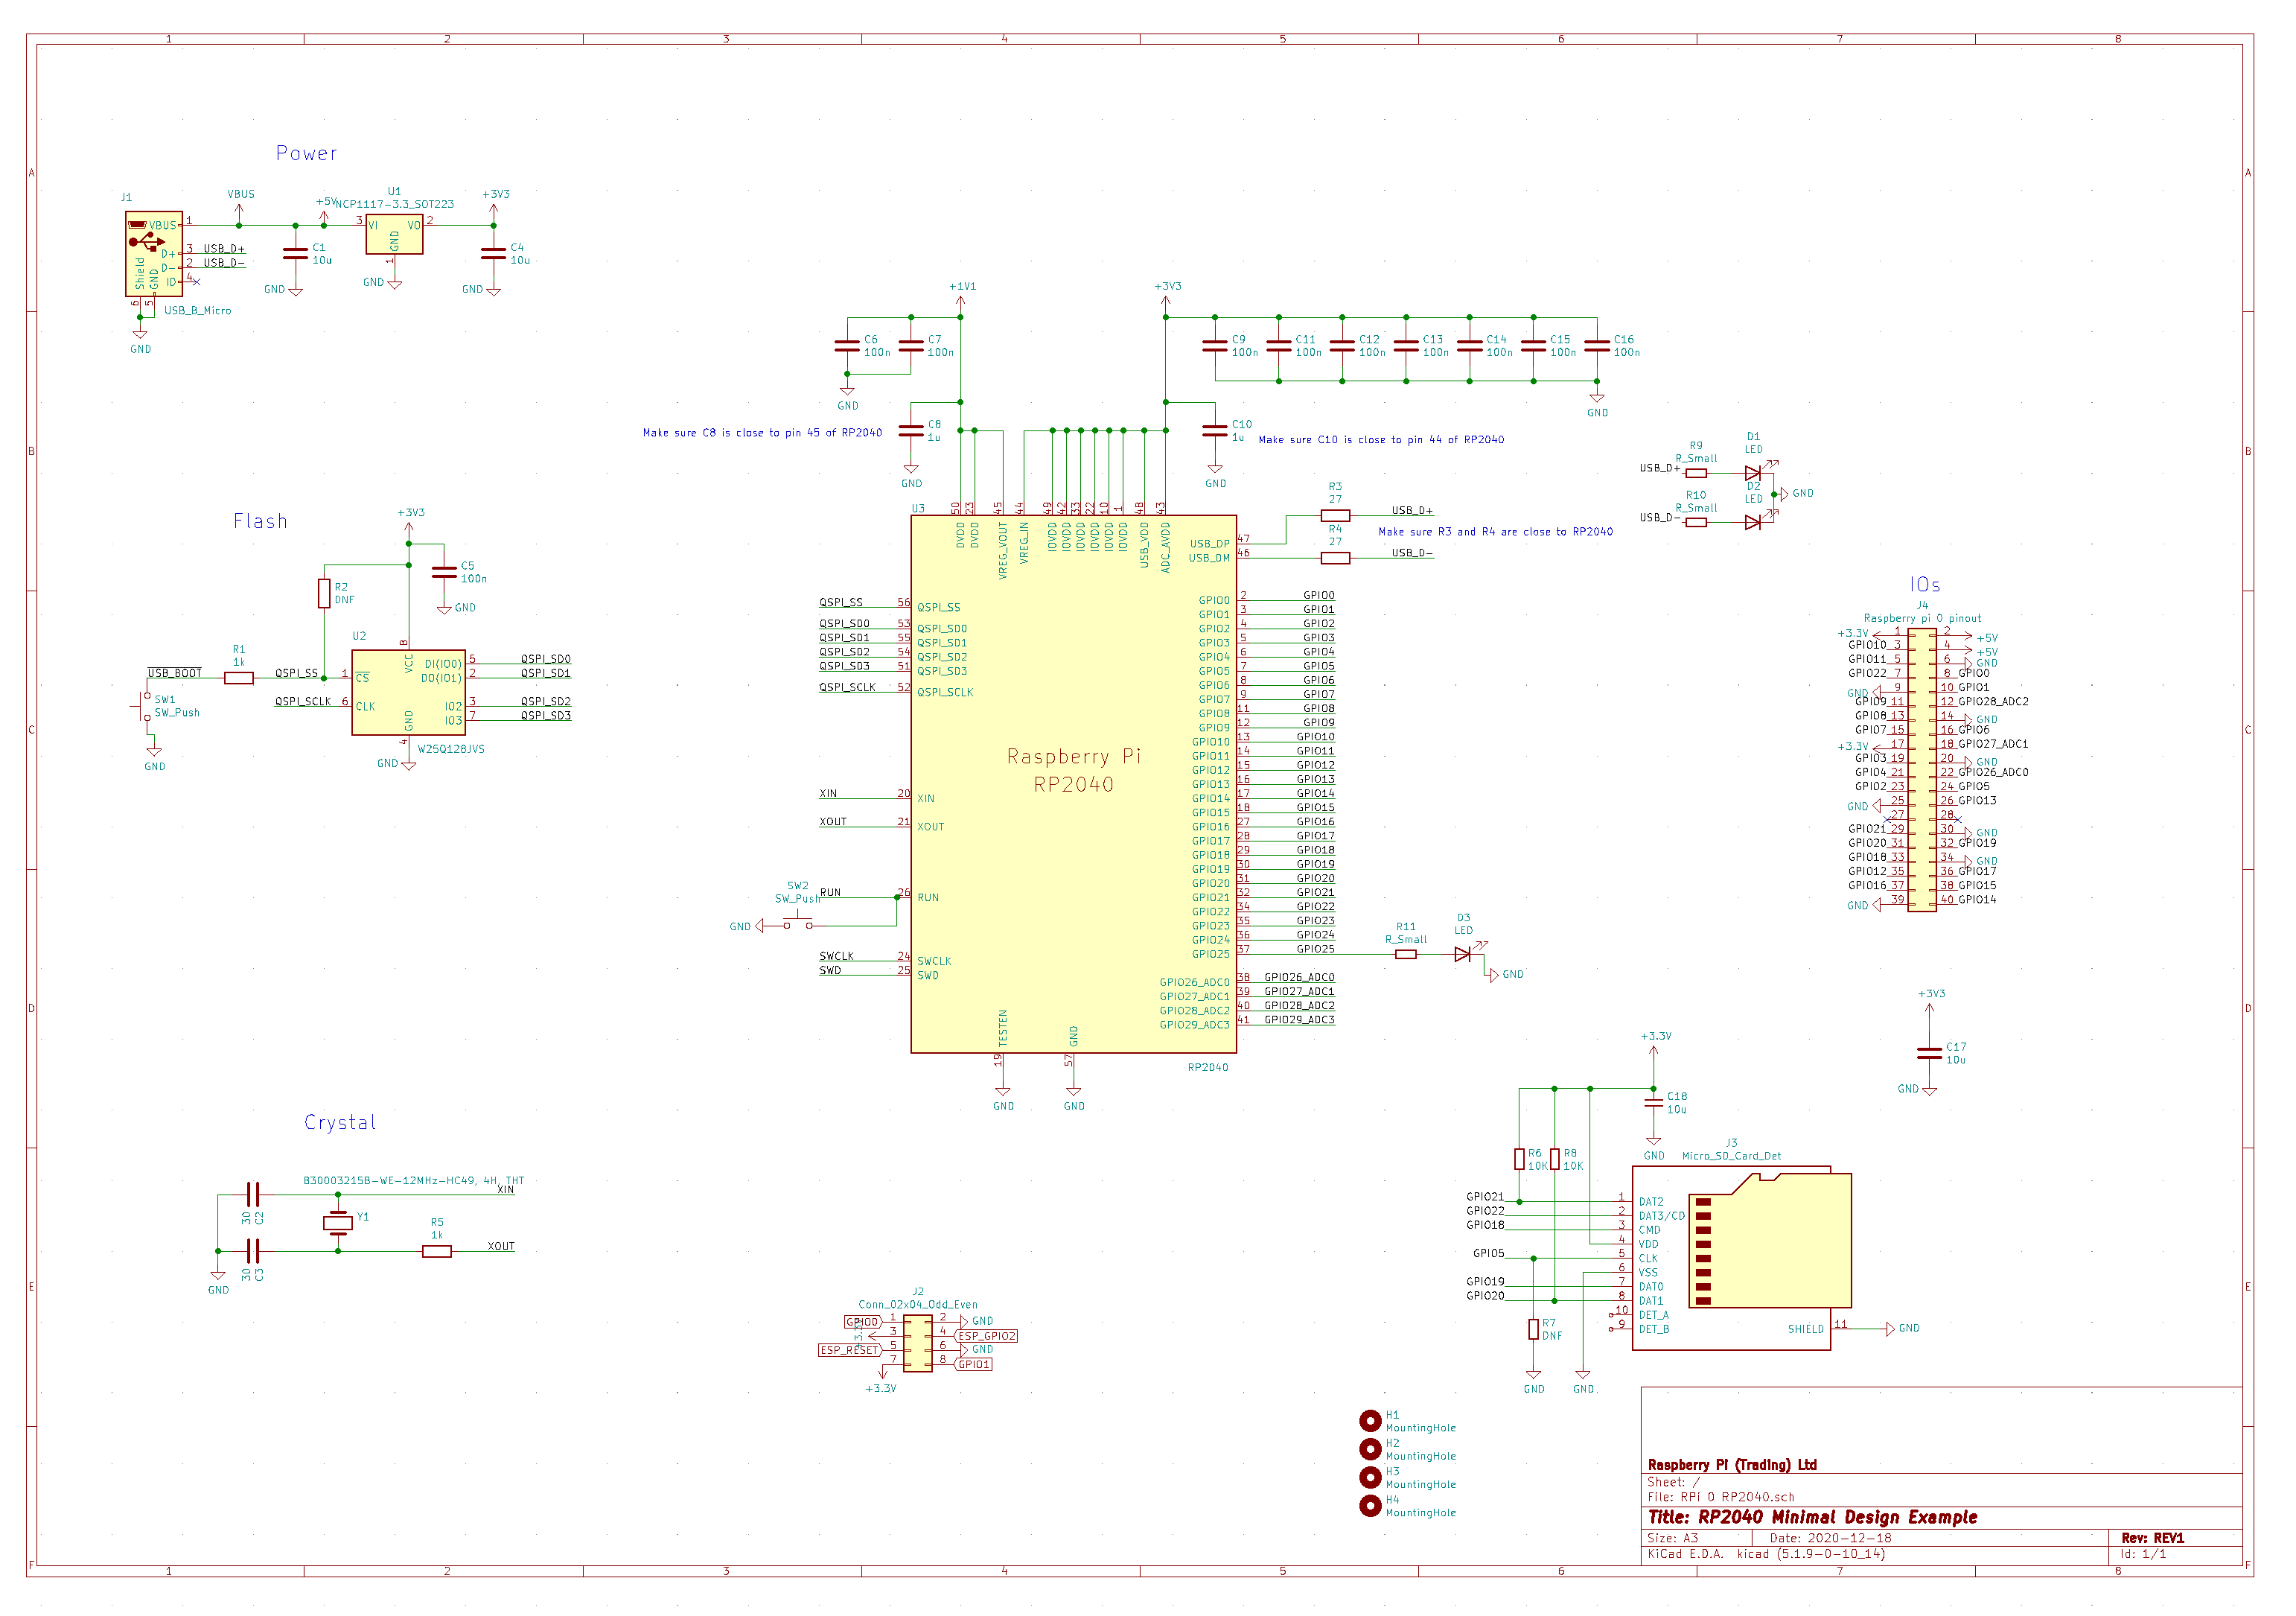 1 2 3 4 5 6 7 8
A
B
C
D
E
F
Power
J1
VBUS
D+
D-
ID
Shield
GND
1
3
2
4
6
5
USB_D+
USB_D-
USB_B_Micro
GND
VBUS
C1
10u
GND
+5V
U1
NCP1117-3.3_SOT223
3
VI
VO
2
GND
1
GND
+3V3
C4
10u
GND
Flash
+3V3
R2
DNF
C5
100n
GND
U2
8
VCC
R1
1k
USB_BOOT
QSPI_SS
QSPI_SCLK
1
CS
6
CLK
DI(IO0)
5
QSPI_SD0
DO(IO1)
2
QSPI_SD1
IO2
3
QSPI_SD2
IO3
7
QSPI_SD3
GND
4
GND
W25Q128JVS
SW1
SW_Push
GND
Crystal
B30003215B-WE-12MHz-HC49, 4H, THT
XIN
30
C2
Y1
R5
1k
XOUT
30
C3
GND
+1V1
C6
100n
C7
100n
GND
C8
1u
GND
Make sure C8 is close to pin 45 of RP2040
+3V3
C9
100n
C11
100n
C12
100n
C13
100n
C14
100n
C15
100n
C16
100n
GND
C10
1u
GND
Make sure C10 is close to pin 44 of RP2040
U3
50
23
45
44
49
42
33
22
10
1
48
43
DVDD
DVDD
VREG_VOUT
VREG_IN
IOVDD
IOVDD
IOVDD
IOVDD
IOVDD
IOVDD
USB_VDD
ADC_AVDD
QSPI_SS 56 QSPI_SS
QSPI_SD0 53 QSPI_SD0
QSPI_SD1 55 QSPI_SD1
QSPI_SD2 54 QSPI_SD2
QSPI_SD3 51 QSPI_SD3
QSPI_SCLK 52 QSPI_SCLK
Raspberry Pi
RP2040
XIN 20 XIN
XOUT 21 XOUT
RUN 26 RUN
SW2
SW_Push
GND
SWCLK 24 SWCLK
SWD 25 SWD
TESTEN
19
GND
GND
57
GND
RP2040
USB_DP 47
USB_DM 46
R3
27
USB_D+
R4
27
USB_D-
Make sure R3 and R4 are close to RP2040
GPIO0 2 GPIO0
GPIO1 3 GPIO1
GPIO2 4 GPIO2
GPIO3 5 GPIO3
GPIO4 6 GPIO4
GPIO5 7 GPIO5
GPIO6 8 GPIO6
GPIO7 9 GPIO7
GPIO8 11 GPIO8
GPIO9 12 GPIO9
GPIO10 13 GPIO10
GPIO11 14 GPIO11
GPIO12 15 GPIO12
GPIO13 16 GPIO13
GPIO14 17 GPIO14
GPIO15 18 GPIO15
GPIO16 27 GPIO16
GPIO17 28 GPIO17
GPIO18 29 GPIO18
GPIO19 30 GPIO19
GPIO20 31 GPIO20
GPIO21 32 GPIO21
GPIO22 34 GPIO22
GPIO23 35 GPIO23
GPIO24 36 GPIO24
GPIO25 37 GPIO25
GPIO26_ADC0 38 GPIO26_ADC0
GPIO27_ADC1 39 GPIO27_ADC1
GPIO28_ADC2 40 GPIO28_ADC2
GPIO29_ADC3 41 GPIO29_ADC3
R11
R_Small
D3
LED
GND
R9
R_Small
USB_D+
D1
LED
R10
R_Small
USB_D-
D2
LED
GND
IOs
J4
Raspberry pi 0 pinout
+3.3V 1 2 +5V
GPIO10 3 4 +5V
GPIO11 5 6 GND
GPIO22 7 8 GPIO0
GND 9 10 GPIO1
GPIO9 11 12 GPIO28_ADC2
GPIO8 13 14 GND
GPIO7 15 16 GPIO6
+3.3V 17 18 GPIO27_ADC1
GPIO3 19 20 GND
GPIO4 21 22 GPIO26_ADC0
GPIO2 23 24 GPIO5
GND 25 26 GPIO13
27 28
GPIO21 29 30 GND
GPIO20 31 32 GPIO19
GPIO18 33 34 GND
GPIO12 35 36 GPIO17
GPIO16 37 38 GPIO15
GND 39 40 GPIO14
+3V3
C17
10u
GND
+3.3V
C18
10u
GND
R6
10K
R8
10K
J3
Micro_SD_Card_Det
GPIO21 1 DAT2
GPIO22 2 DAT3/CD
GPIO18 3 CMD
4 VDD
GPIO5 5 CLK
6 VSS
GPIO19 7 DAT0
GPIO20 8 DAT1
10 DET_A
9 DET_B
SHIELD 11 GND
R7
DNF
GND
GND
J2
Conn_02x04_Odd_Even
GPIO0 1 2 GND
+3.3V 3 4 ESP_GPIO2
ESP_RESET 5 6 GND
7 8 GPIO1
+3.3V
H1
MountingHole
H2
MountingHole
H3
MountingHole
H4
MountingHole
Raspberry Pi (Trading) Ltd
Sheet: /
File: RPi 0 RP2040.sch
Title: RP2040 Minimal Design Example
Size: A3 Date: 2020-12-18 Rev: REV1
KiCad E.D.A. kicad (5.1.9-0-10_14) Id: 1/1
1 2 3 4 5 6 7 8
A
B
C
D
E
F